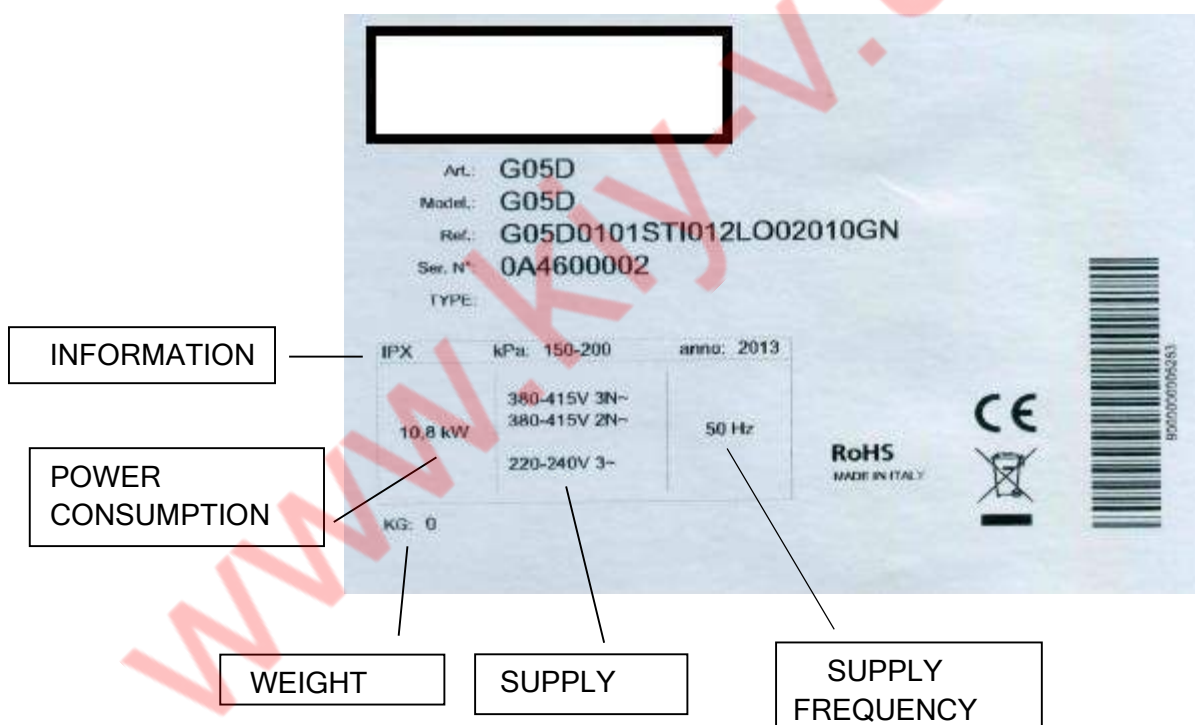 Art.: G05D
Model.: G05D
Ref.: G05D0101STI012LO02010GN
Ser. N°: 0A4600002
TYPE:
INFORMATION
IPX kPa: 150-200 anno: 2013
380-415V 3N~
10,8 kW 380-415V 2N~ 50 Hz
220-240V 3~
POWER
CONSUMPTION
KG: 0
RoHS
MADE IN ITALY
CE
WEIGHT
SUPPLY
SUPPLY
FREQUENCY
www.kiy-v.